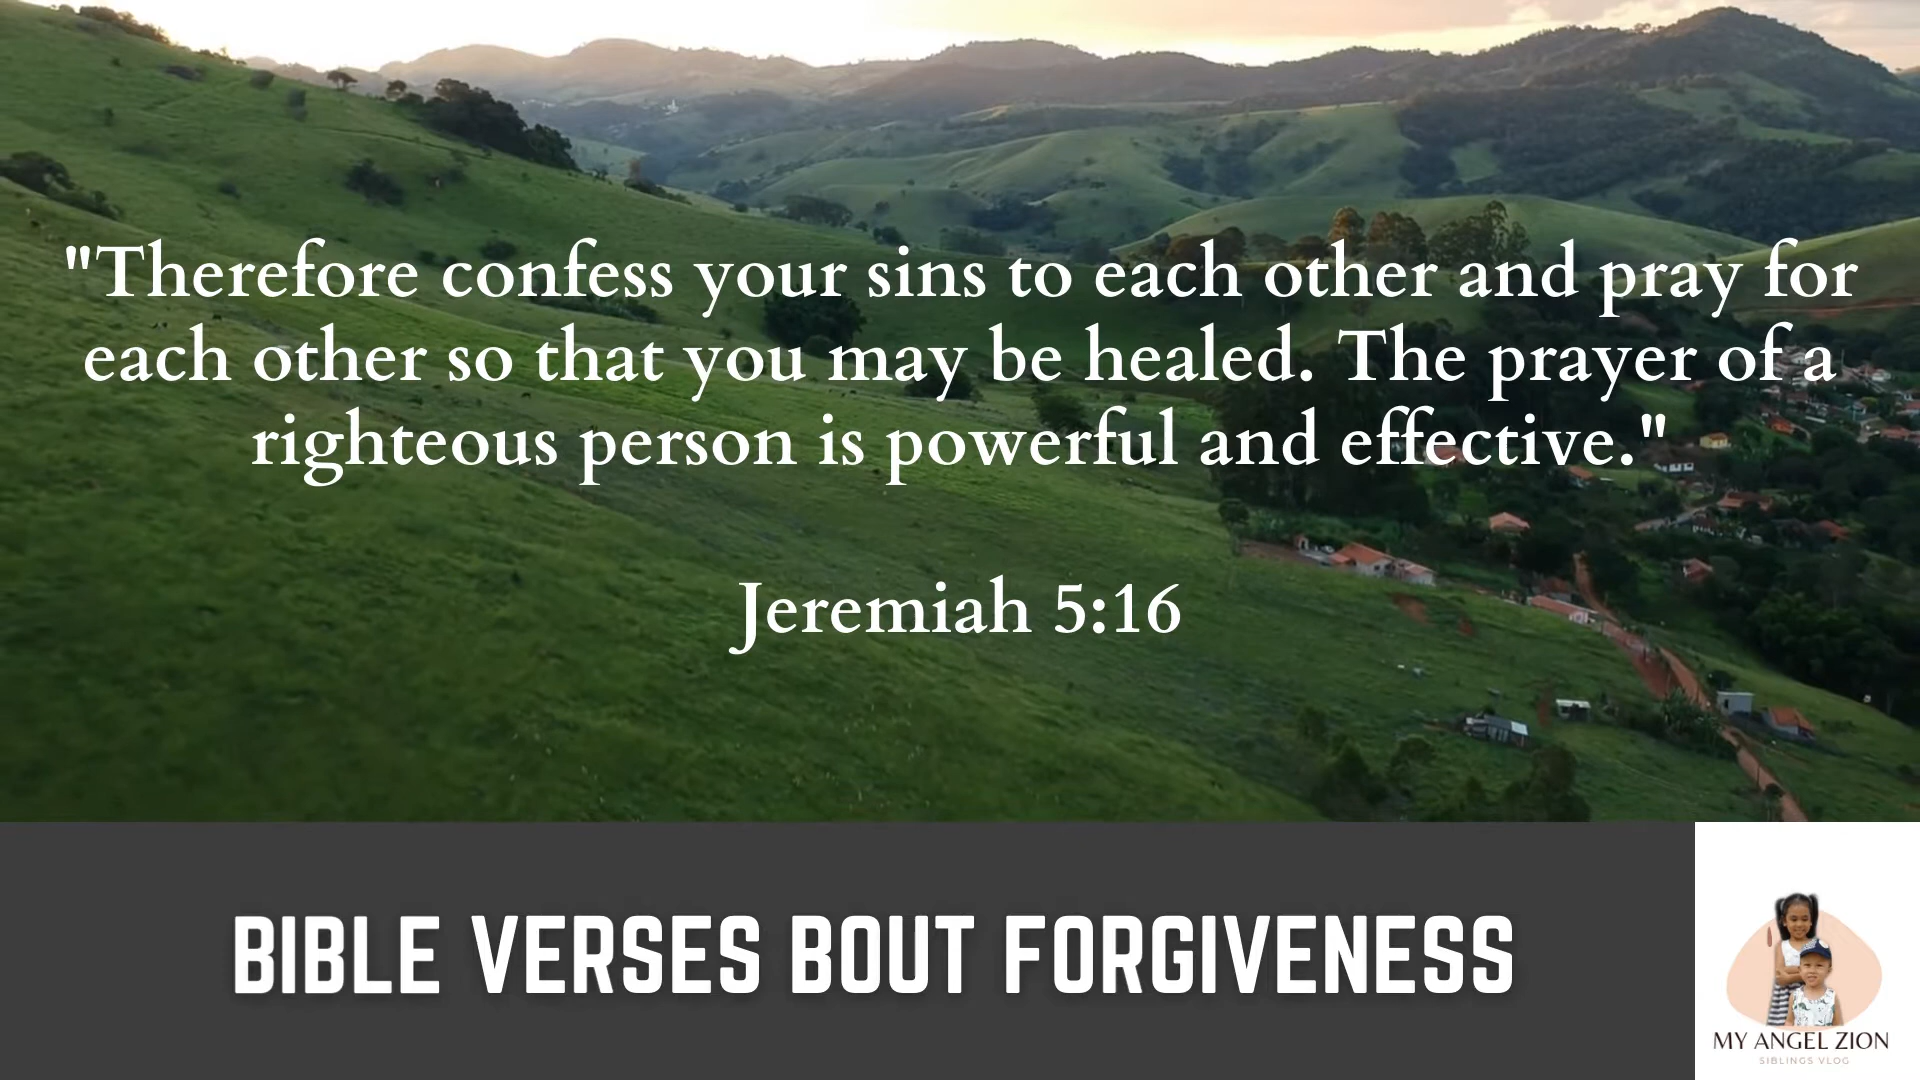 "Therefore confess your sins to each other and pray for
each other so that you may be healed. The prayer of a
righteous person is powerful and effective."
Jeremiah 5:16
BIBLE VERSES BOUT FORGIVENESS
MY ANGEL ZION
SIBLINGS VLOG